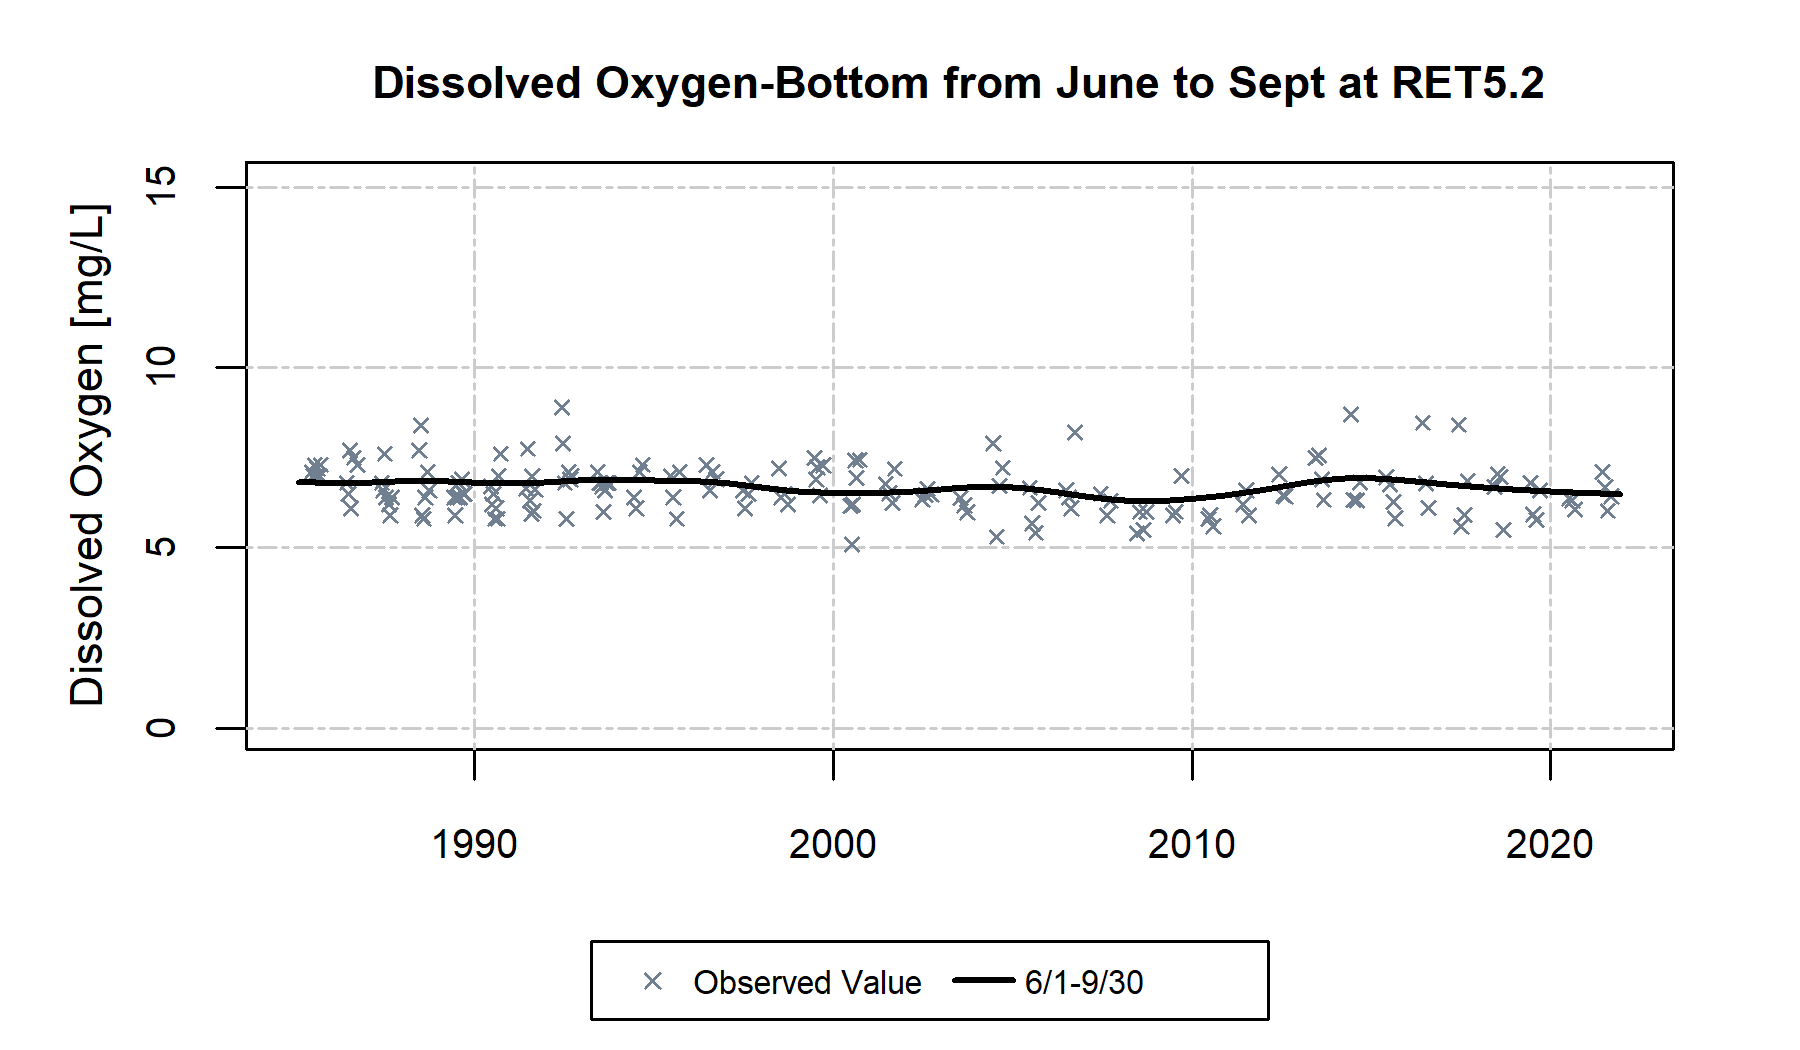 Dissolved Oxygen-Bottom from June to Sept at RET5.2
Dissolved Oxygen [mg/L]
15
10
5
0
1990 2000 2010 2020
Observed Value 6/1-9/30